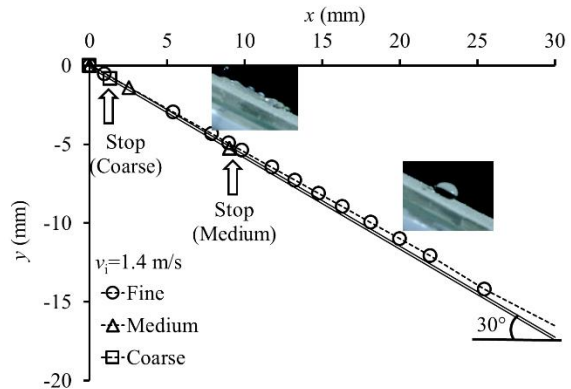 x (mm)
0 5 10 15 20 25 30
0
-5
-10
-15
-20
y (mm)
Stop
(Coarse)
Stop
(Medium)
vi=1.4 m/s
Fine
Medium
Coarse
30°